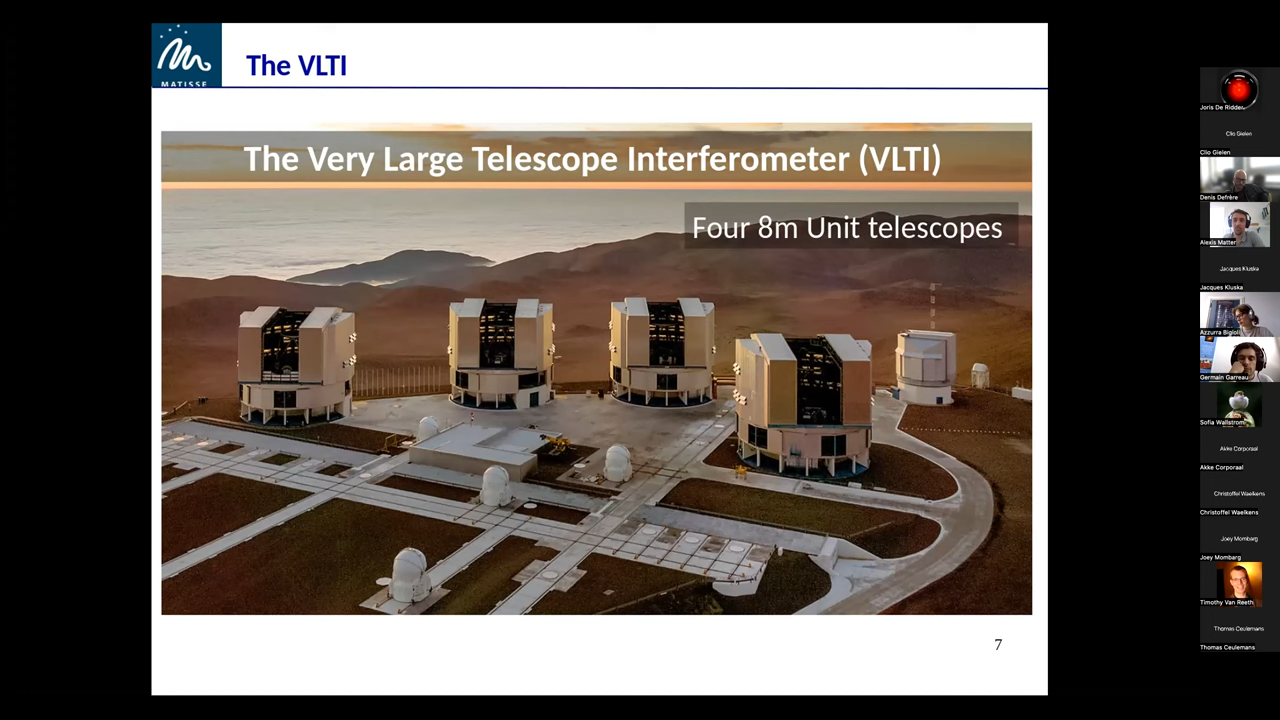 MATISSE
The VLTI
The Very Large Telescope Interferometer (VLTI)
Four 8m Unit telescopes
7
Joris De Ridder
Clio Gielen
Clio Gielen
Denis Defrère
Alexis Matter
Jacques Kluska
Jacques Kluska
Azzurra Bigioli
Germain Garreau
Sofia Wallstrom
Akke Corporaal
Akke Corporaal
Christoffel Waelkens
Christoffel Waelkens
Joey Mombarg
Joey Mombarg
Timothy Van Reeth
Thomas Ceulemans
Thomas Ceulemans